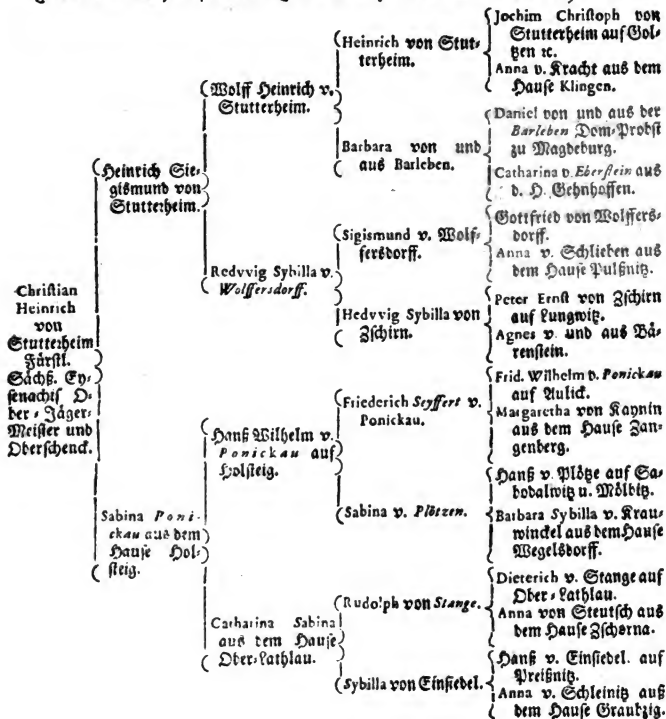 Christian
Heinrich
von
Stutterheim
Fürstl.
Sächß. Ey-
senachis O-
ber-Jäger-
Meister und
Oberschenck.
Heinrich Sie-
gismund von
Stutterheim.
Sabina Poni-
ckau aus dem
Hause Hol-
steig.
Wolff Heinrich v.
Stutterheim.
Redvvig Sybilla v.
Wolffersdorff.
Hanß Wilhelm v.
Ponickau auf
Holsteig.
Catharina Sabina
aus dem Hause
Ober-Lathlau.
Heinrich von Stut-
terheim.
Barbara von und
aus Barleben.
Sigismund v. Wolf-
fersdorff.
Hedvvig Sybilla von
Zschirn.
Friederich Seyffert v.
Ponickau.
Sabina v. Plötzen.
Rudolph von Stange.
Sybilla von Einsiedel.
Jochim Christoph von
Stutterheim auf Gol-
tzen ꝛc.
Anna v. Kracht aus dem
Hause Klingen.
Daniel von und aus der
Barleben Dom-Probst
zu Magdeburg.
Catharina v. Eberstein aus
d. H. Gehnhoffen.
Gottfried von Wolffers-
dorff.
Anna v. Schlieben aus
dem Hause Pulßnitz.
Peter Ernst von Zschirn
auf Lungwitz.
Agnes v. und aus Bä-
renstein.
Frid. Wilhelm v. Ponickau
auf Aulick.
Margaretha von Kaynin
aus dem Hause Zan-
genberg.
Hanß v. Plötze auf Ga-
bodalwitz u. Mölbitz.
Barbara Sybilla v. Krau-
winckel aus dem Hause
Wegelsdorff.
Dieterich v. Stange auf
Ober-Lathlau.
Anna von Steutsch aus
dem Hause Zschorna.
Hanß v. Einsiedel. auf
Preißnitz.
Anna v. Schleinitz auß
dem Hause Graubzig.